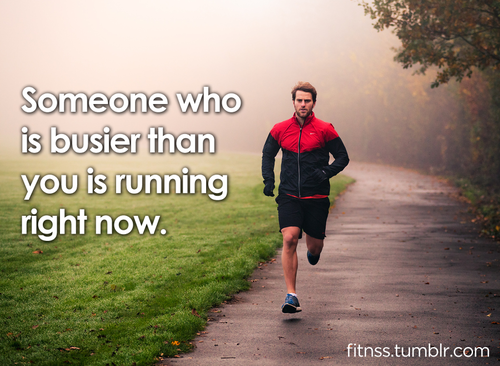 Someone who
is busier than
you is running
right now.
fitnss.tumblr.com